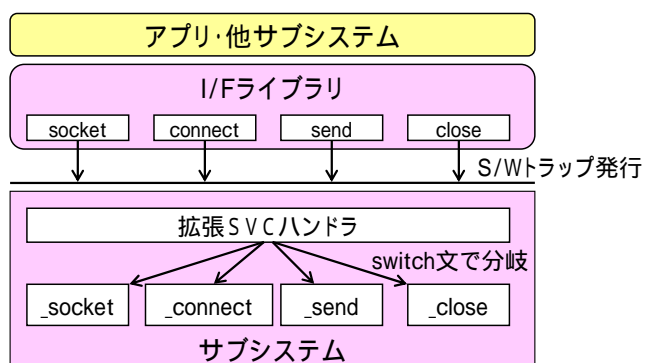 アプリ・他サブシステム
I/Fライブラリ
socket connect send close
S/Wトラップ発行
拡張SVCハンドラ
switch文で分岐
_socket _connect _send _close
サブシステム